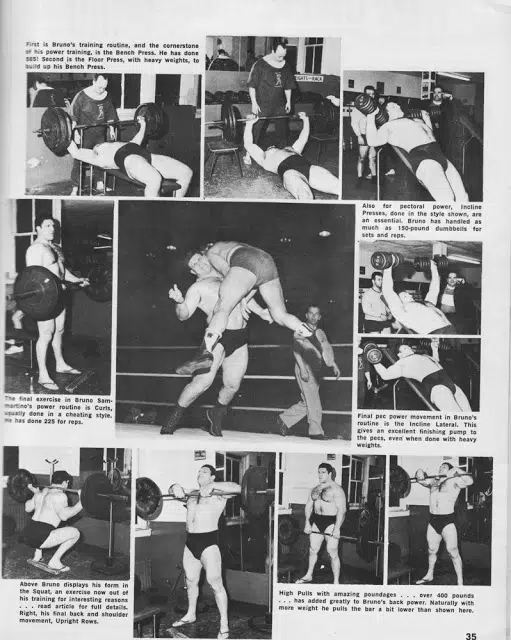 First is Bruno's training routine, and the cornerstone
of his power training, is the Bench Press. He has done
565! Second is the Floor Press, with heavy weights, to
build up his Bench Press.
GHTS—RACK
Also for pectoral power, Incline
Presses, done in the style shown, are
an essential. Bruno has handled as
much as 150-pound dumbbells for
sets and reps.
The final exercise in Bruno Sam-
martino's power routine is Curls,
usually done in a cheating style.
He has done 225 for reps.
Final pec power movement in Bruno's
routine is the Incline Lateral. This
gives an excellent finishing pump to
the pecs, even when done with heavy
weights.
Above Bruno displays his form in
the Squat, an exercise now out of
his training for interesting reasons
. . . read article for full details.
Right, his final back and shoulder
movement, Upright Rows.
High Pulls with amazing poundages . . . over 400 pounds
. . . has added greatly to Bruno's back power. Naturally with
more weight he pulls the bar a bit lower than shown here.
35